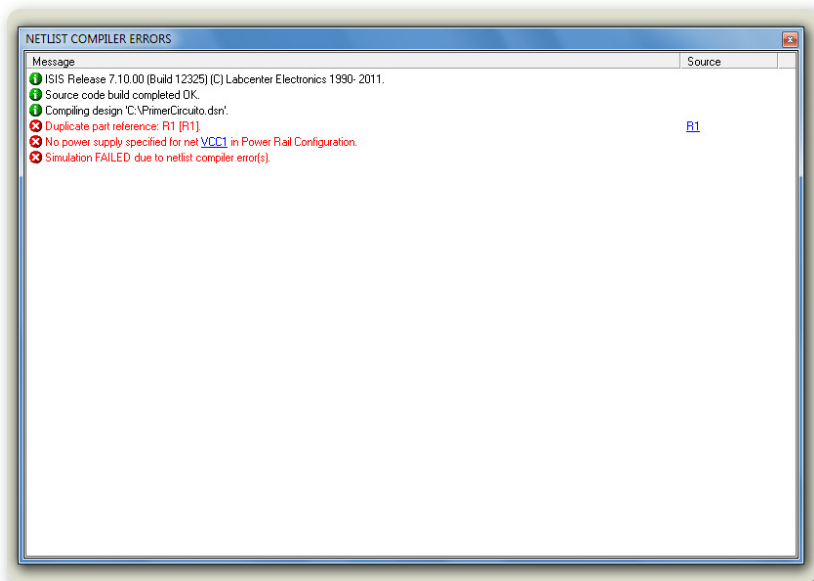 NETLIST COMPILER ERRORS
Message Source
ISIS Release 7.10.00 (Build 12325) (C) Labcenter Electronics 1990- 2011.
Source code build completed OK.
Compiling design 'C:\PrimerCircuito.dsn'.
Duplicate part reference: R1 [R1]. R1
No power supply specified for net VCC1 in Power Rail Configuration.
Simulation FAILED due to netlist compiler error(s).